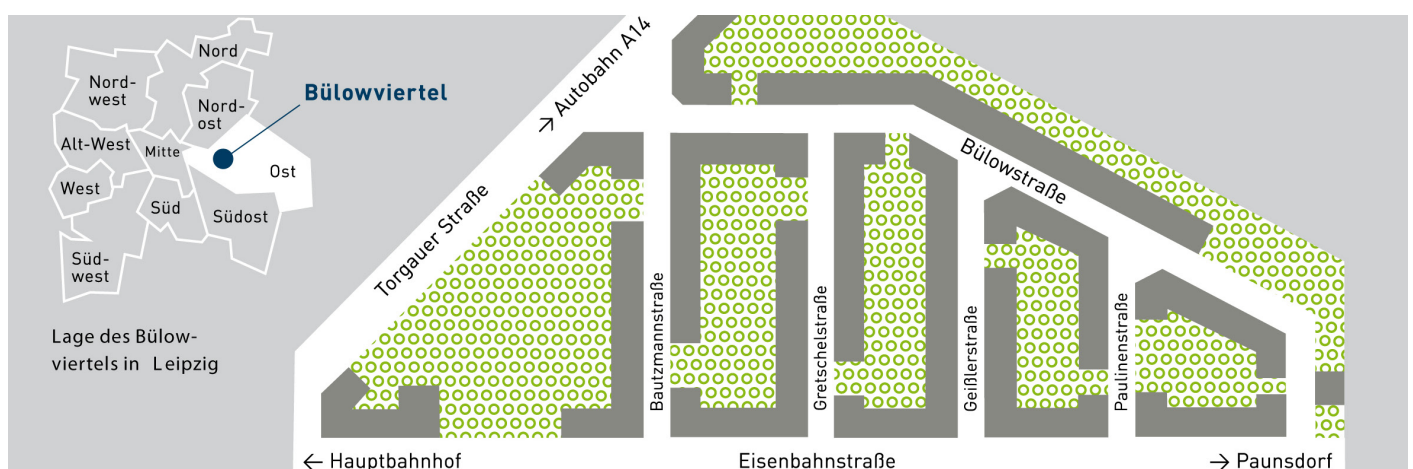 Nord
Nord-
west
Nord-
ost
Bülowviertel
Alt-West
Mitte
Ost
West
Süd
Südost
Süd-
west
Lage des Bülow-
viertels in Leipzig
→ Autobahn A14
Torgauer Straße
Bülowstraße
Bautzmannstraße
Gretschelstraße
Geißlerstraße
Paulinenstraße
← Hauptbahnhof
Eisenbahnstraße
→ Paunsdorf